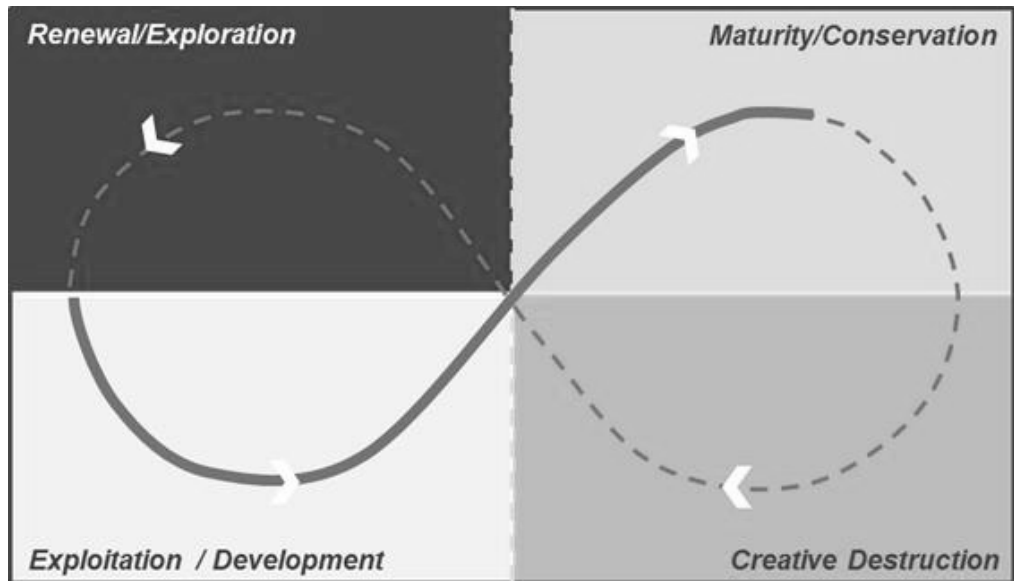 Renewal/Exploration
Maturity/Conservation
Exploitation / Development
Creative Destruction